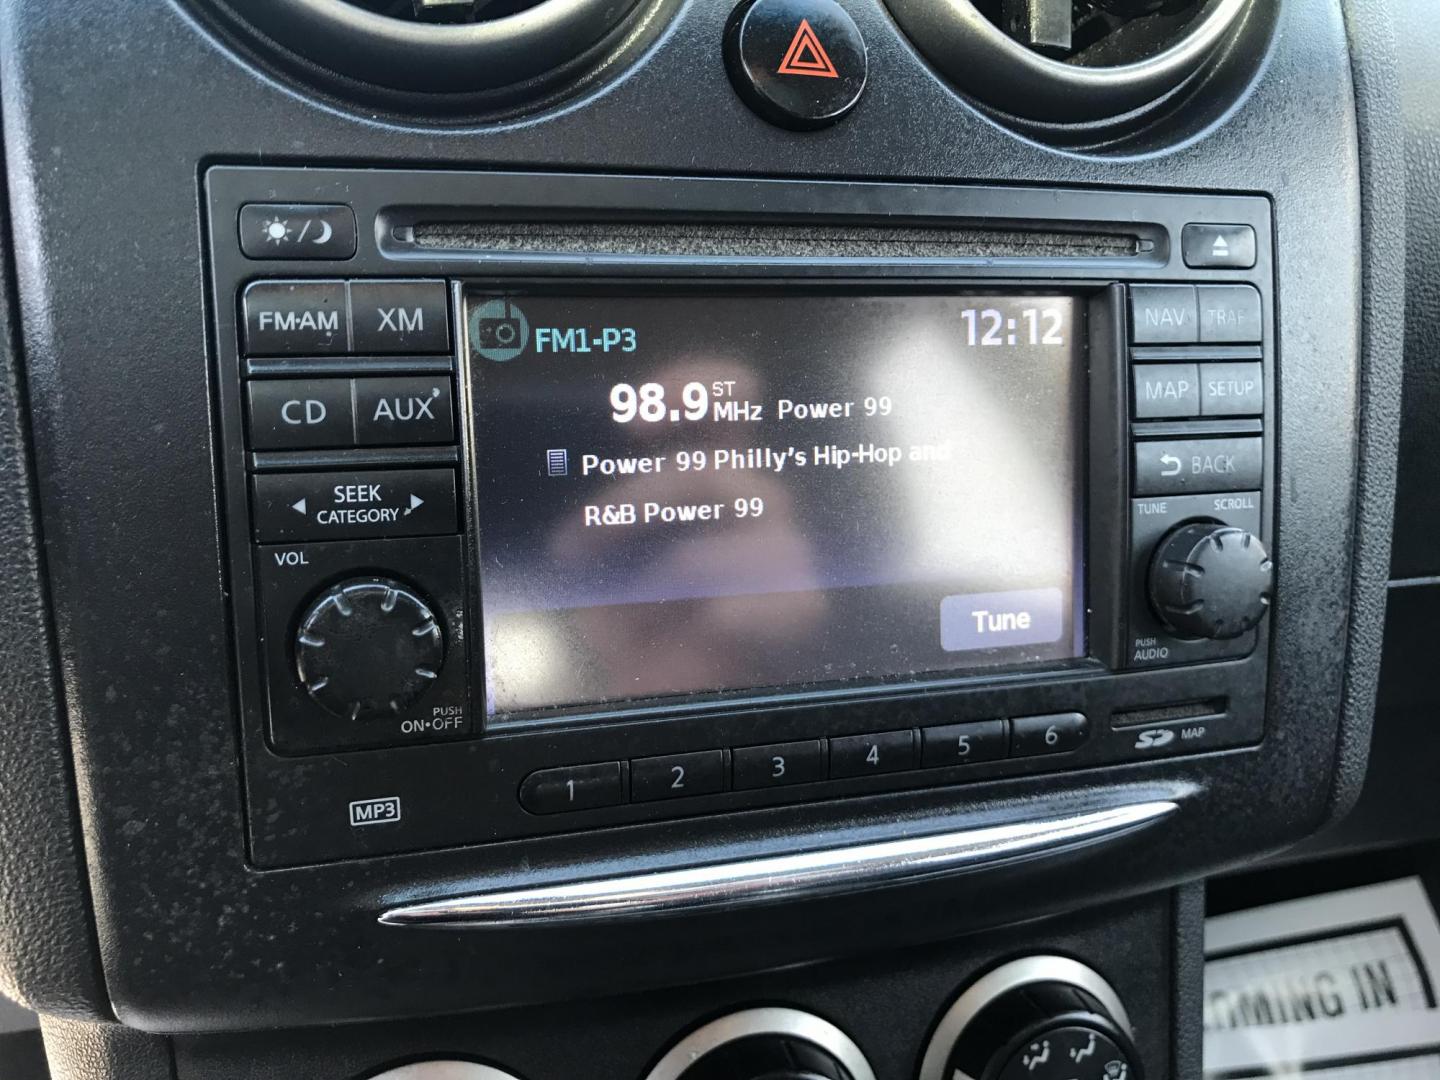 FM·AM XM
CD AUX
SEEK
CATEGORY
VOL
PUSH
ON·OFF
FM1-P3 12:12
98.9 ST MHz Power 99
Power 99 Philly's Hip-Hop and
R&B Power 99
Tune
NAV TRAF
MAP SETUP
BACK
TUNE SCROLL
PUSH
AUDIO
1 2 3 4 5 6
SD MAP
MP3
COMING IN